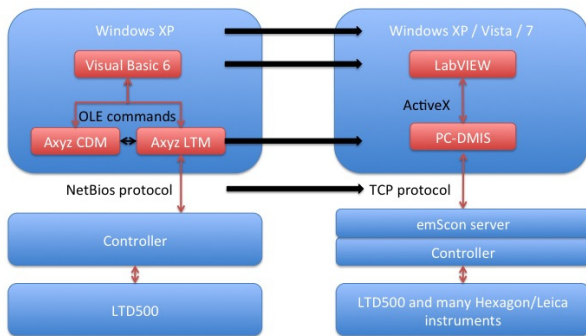 Windows XP
Windows XP / Vista / 7
Visual Basic 6
LabVIEW
OLE commands
ActiveX
Axyz CDM
Axyz LTM
PC-DMIS
NetBios protocol
TCP protocol
emScon server
Controller
Controller
LTD500
LTD500 and many Hexagon/Leica
instruments